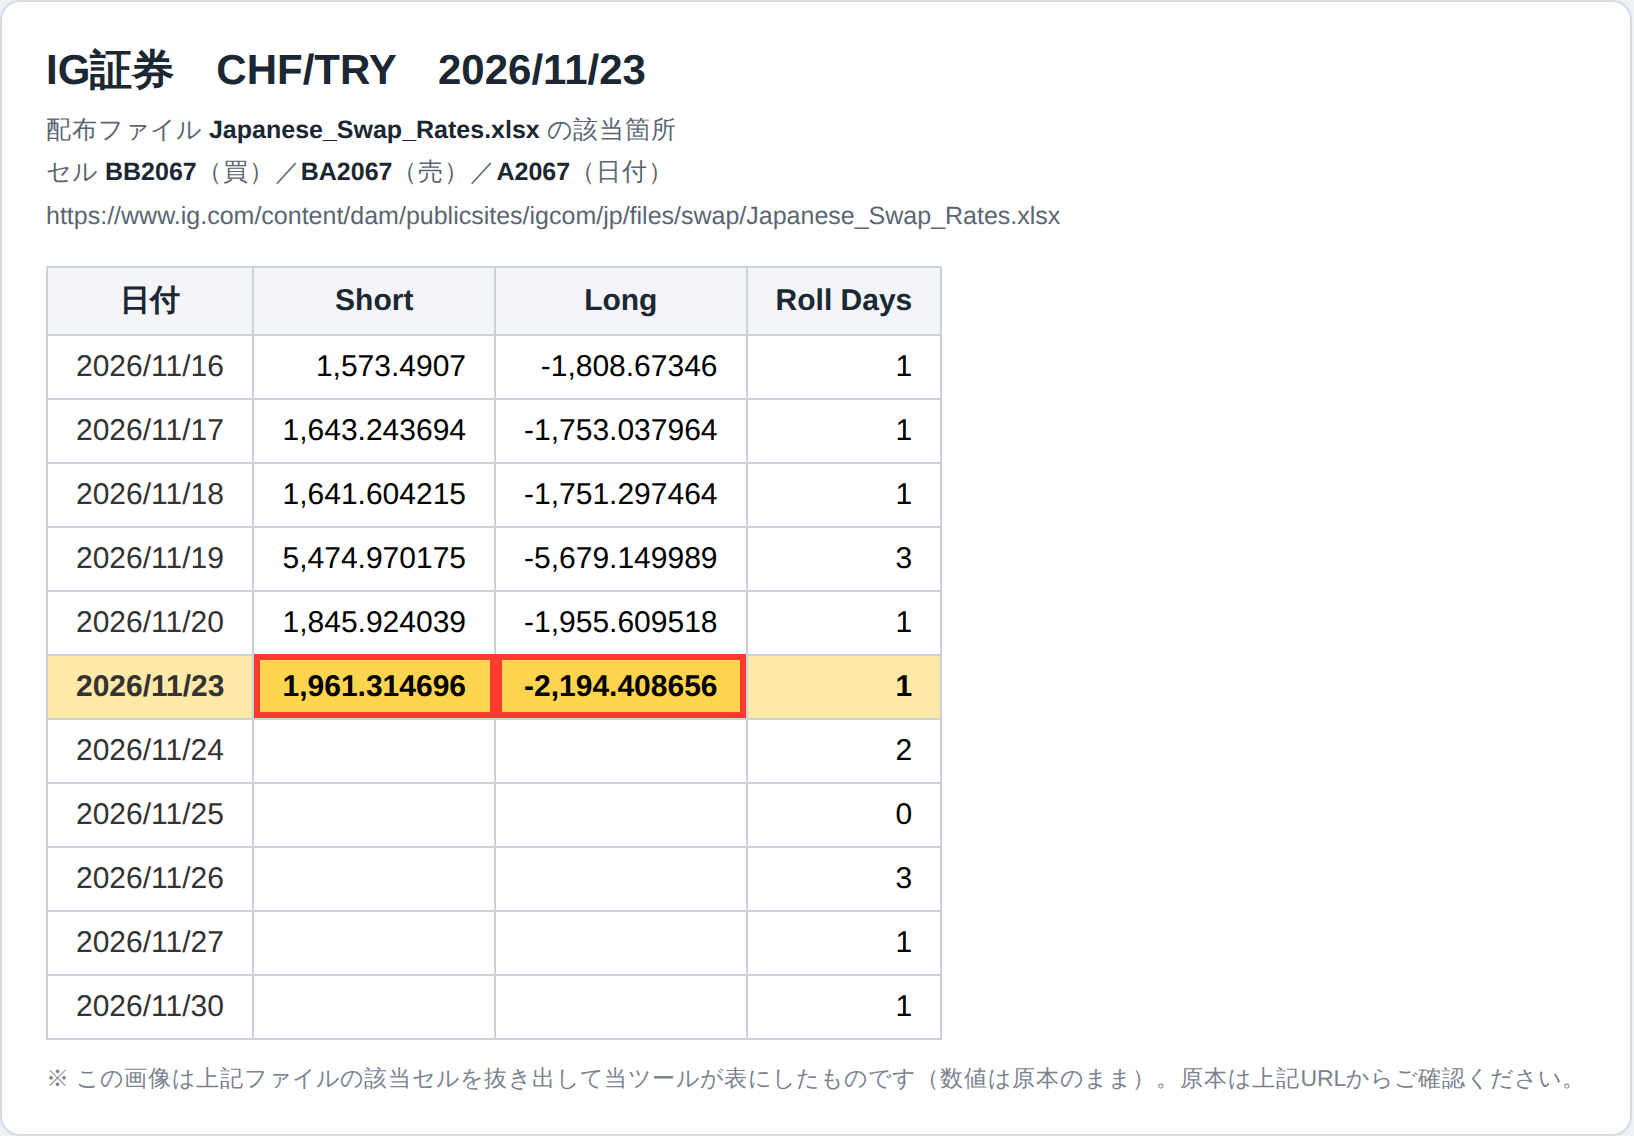 IG証券　CHF/TRY　2026/11/23
配布ファイル Japanese_Swap_Rates.xlsx の該当箇所
セル BB2067（買）／BA2067（売）／A2067（日付）
https://www.ig.com/content/dam/publicsites/igcom/jp/files/swap/Japanese_Swap_Rates.xlsx
日付 Short Long Roll Days
2026/11/16 1,573.4907 -1,808.67346 1
2026/11/17 1,643.243694 -1,753.037964 1
2026/11/18 1,641.604215 -1,751.297464 1
2026/11/19 5,474.970175 -5,679.149989 3
2026/11/20 1,845.924039 -1,955.609518 1
2026/11/23 1,961.314696 -2,194.408656 1
2026/11/24 2
2026/11/25 0
2026/11/26 3
2026/11/27 1
2026/11/30 1
※ この画像は上記ファイルの該当セルを抜き出して当ツールが表にしたものです（数値は原本のまま）。原本は上記URLからご確認ください。